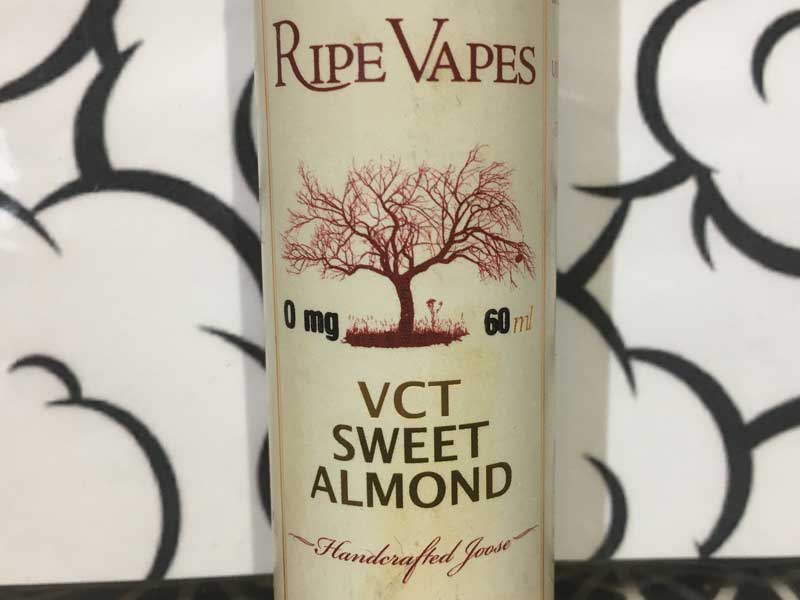 RIPE VAPES
0 mg 60 ml
VCT
SWEET
ALMOND
Handcrafted Joose